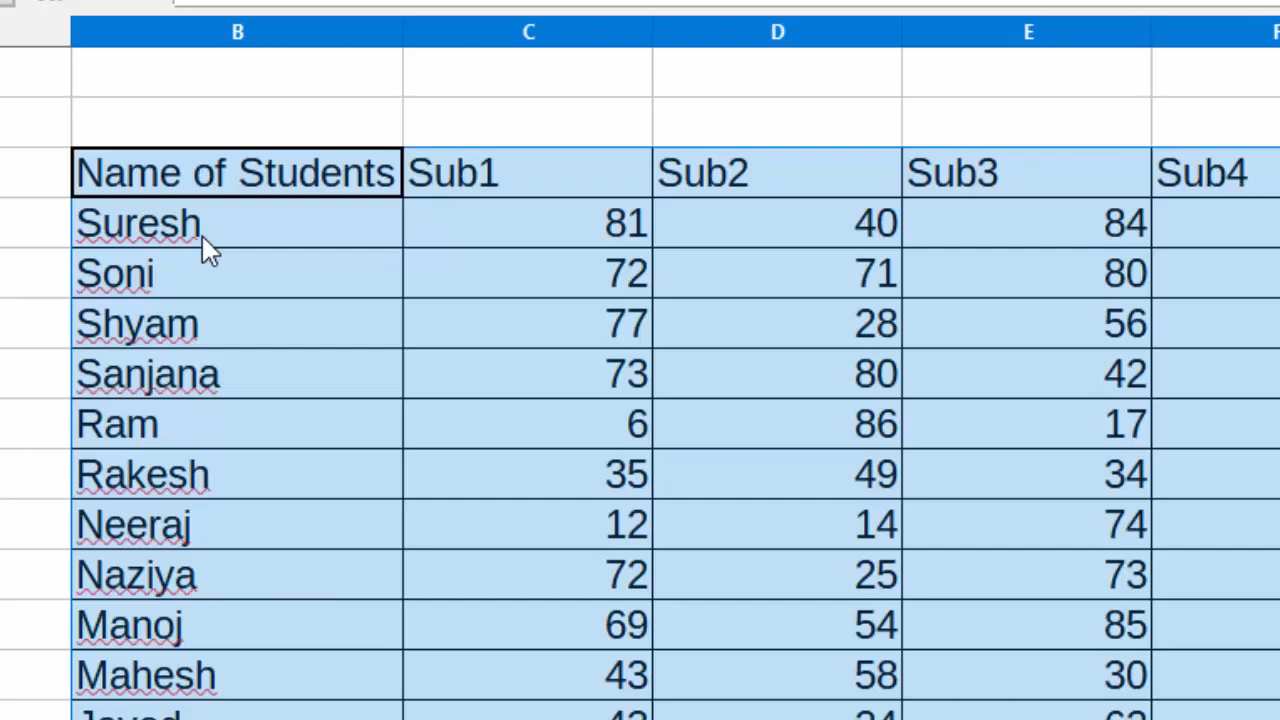 B C D E
Name of Students Sub1 Sub2 Sub3 Sub4
Suresh 81 40 84
Soni 72 71 80
Shyam 77 28 56
Sanjana 73 80 42
Ram 6 86 17
Rakesh 35 49 34
Neeraj 12 14 74
Naziya 72 25 73
Manoj 69 54 85
Mahesh 43 58 30